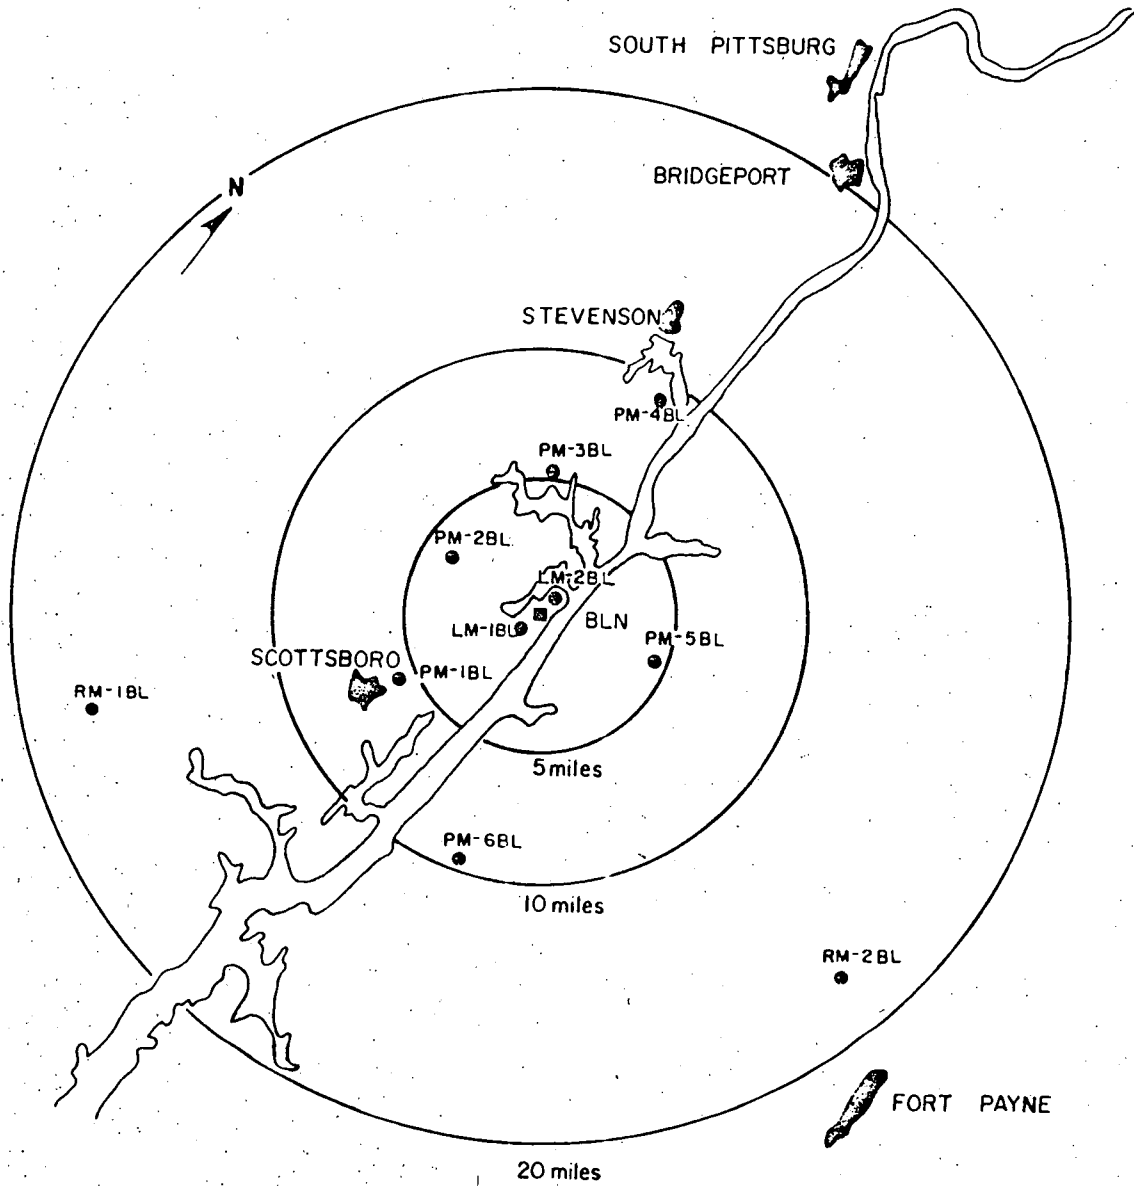 SOUTH PITTSBURG
BRIDGEPORT
N
STEVENSON
PM-4BL
PM-3BL
PM-2BL
LM-2BL
BLN
LM-1BL
PM-5BL
SCOTTSBORO
PM-1BL
RM-1BL
5 miles
PM-6BL
10 miles
RM-2BL
FORT PAYNE
20 miles